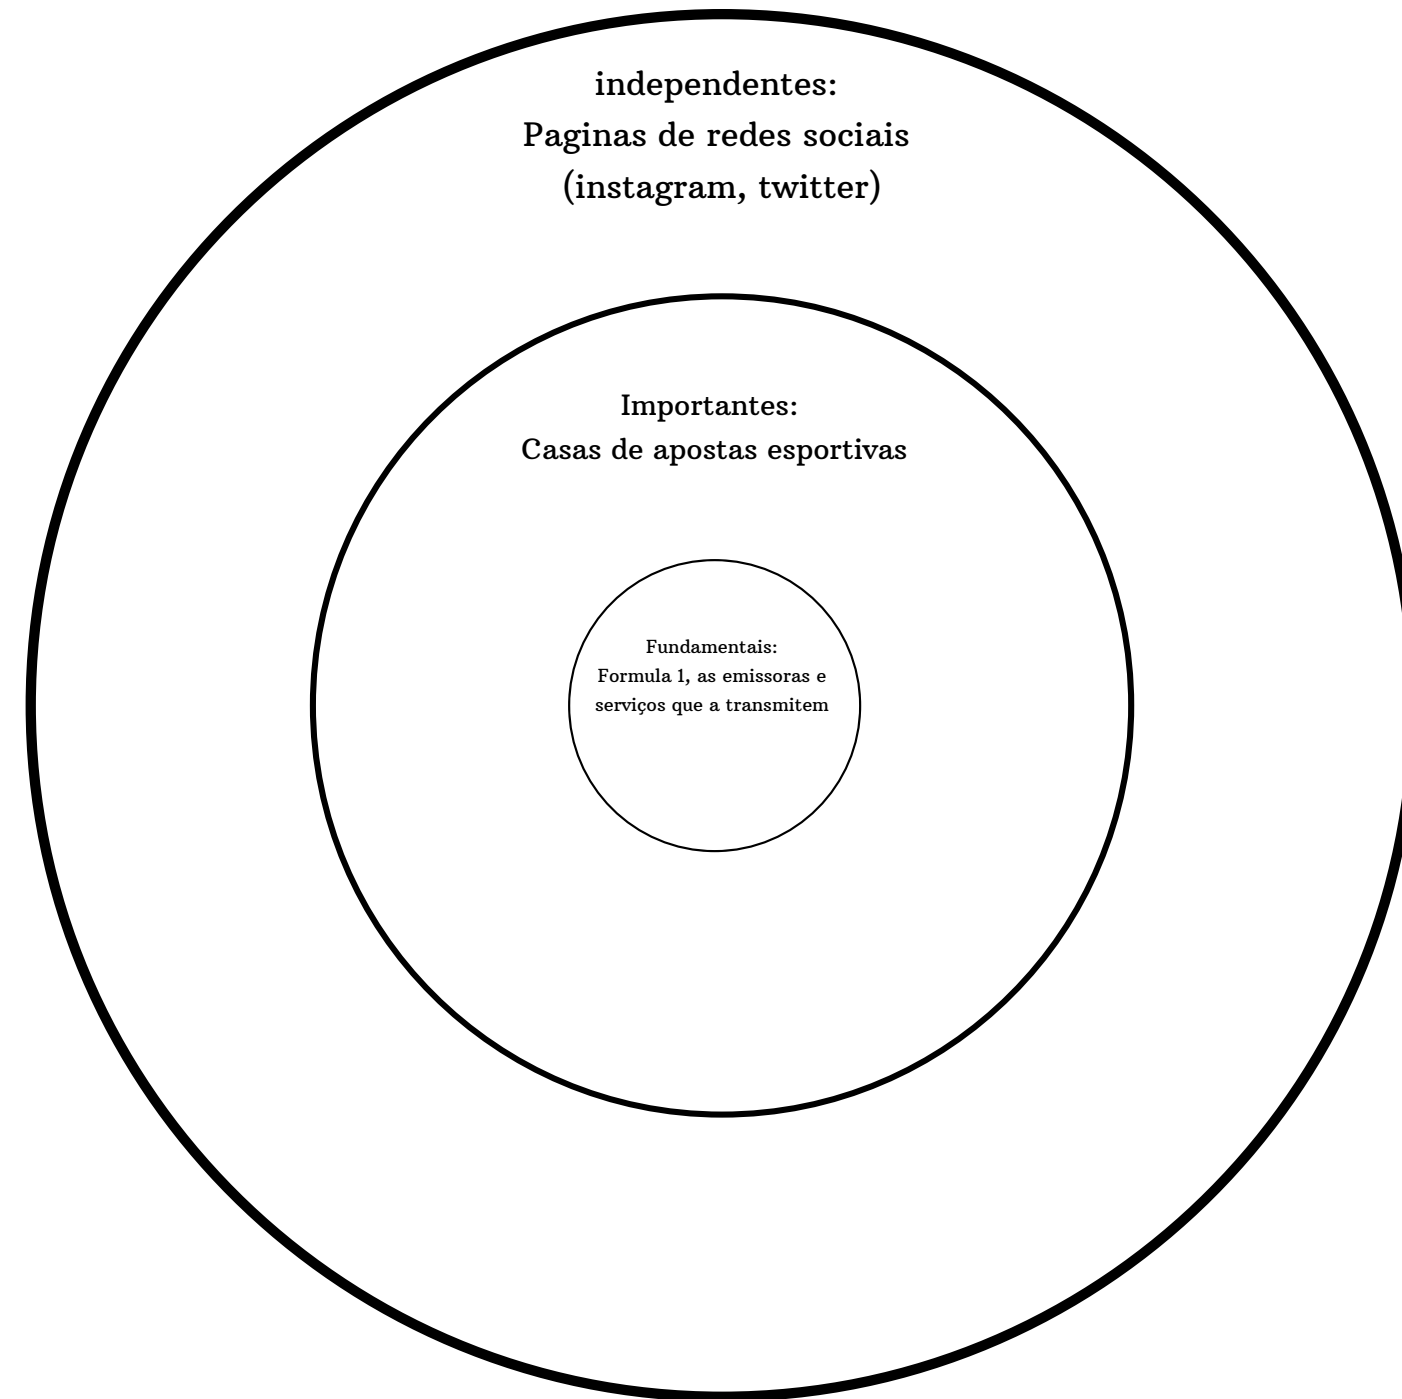 independentes:
Paginas de redes sociais
(instagram, twitter)
Importantes:
Casas de apostas esportivas
Fundamentais:
Formula 1, as emissoras e
serviços que a transmitem